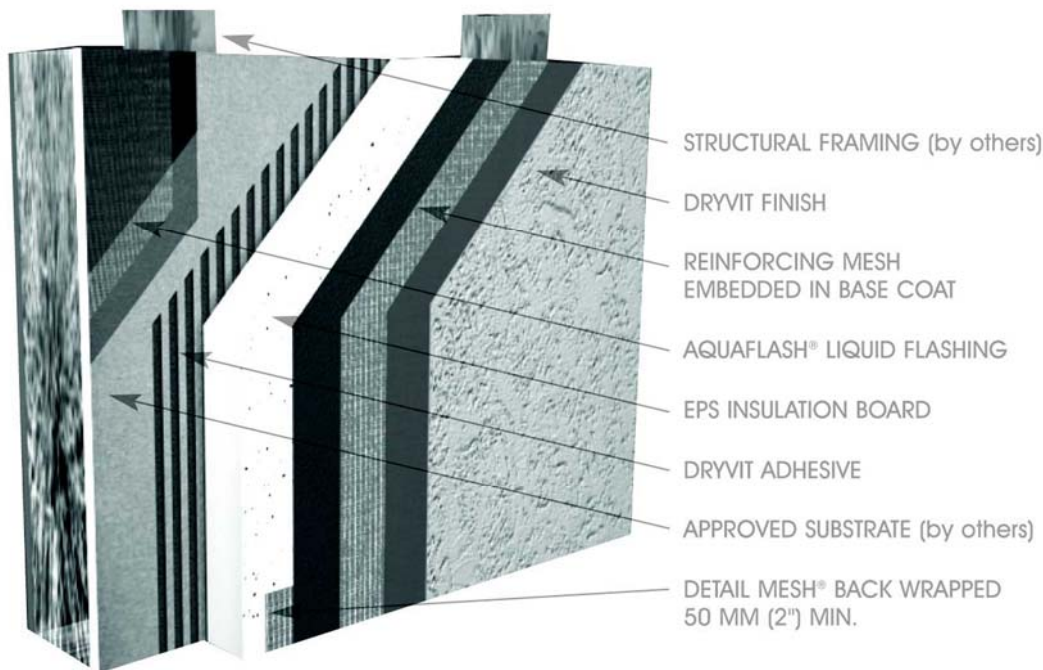 STRUCTURAL FRAMING (by others)
DRYVIT FINISH
REINFORCING MESH
EMBEDDED IN BASE COAT
AQUAFLASH® LIQUID FLASHING
EPS INSULATION BOARD
DRYVIT ADHESIVE
APPROVED SUBSTRATE (by others)
DETAIL MESH® BACK WRAPPED
50 MM (2") MIN.